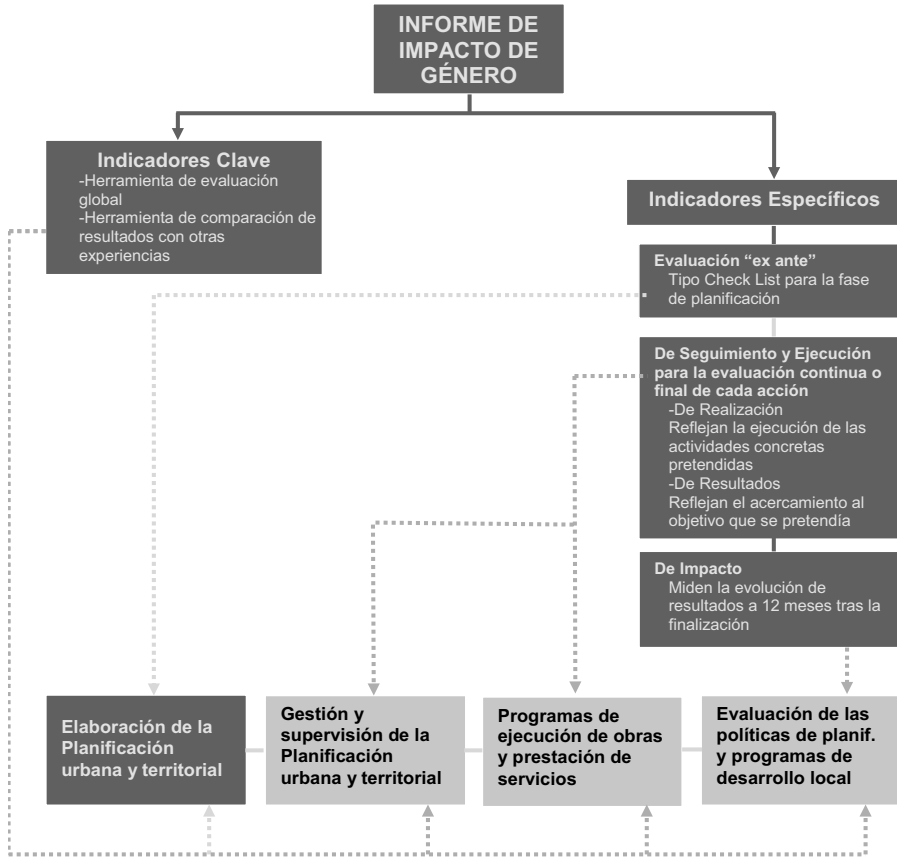 INFORME DE
IMPACTO DE
GÉNERO
Indicadores Clave
-Herramienta de evaluación
global
-Herramienta de comparación de
resultados con otras
experiencias
Indicadores Específicos
Evaluación “ex ante”
Tipo Check List para la fase
de planificación
De Seguimiento y Ejecución
para la evaluación continua o
final de cada acción
-De Realización
Reflejan la ejecución de las
actividades concretas
pretendidas
-De Resultados
Reflejan el acercamiento al
objetivo que se pretendía
De Impacto
Miden la evolución de
resultados a 12 meses tras la
finalización
Elaboración de la
Planificación
urbana y territorial
Gestión y
supervisión de la
Planificación
urbana y territorial
Programas de
ejecución de obras
y prestación de
servicios
Evaluación de las
políticas de planif.
y programas de
desarrollo local